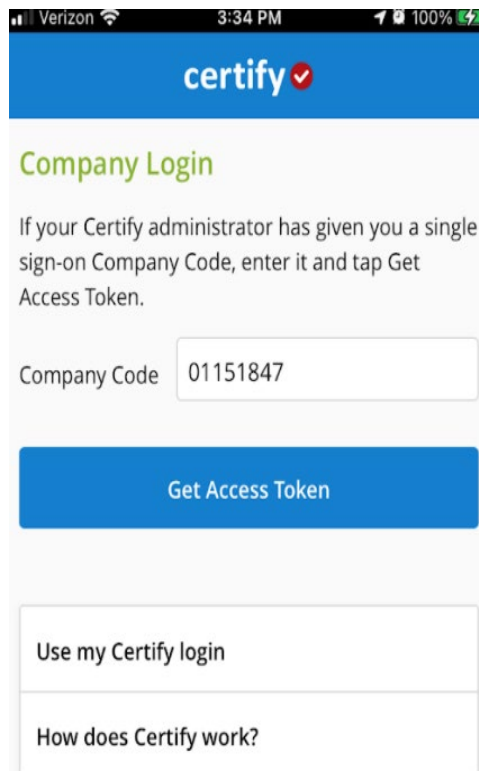 Verizon 3:34 PM 100%
certify
Company Login
If your Certify administrator has given you a single
sign-on Company Code, enter it and tap Get
Access Token.
Company Code 01151847
Get Access Token
Use my Certify login
How does Certify work?